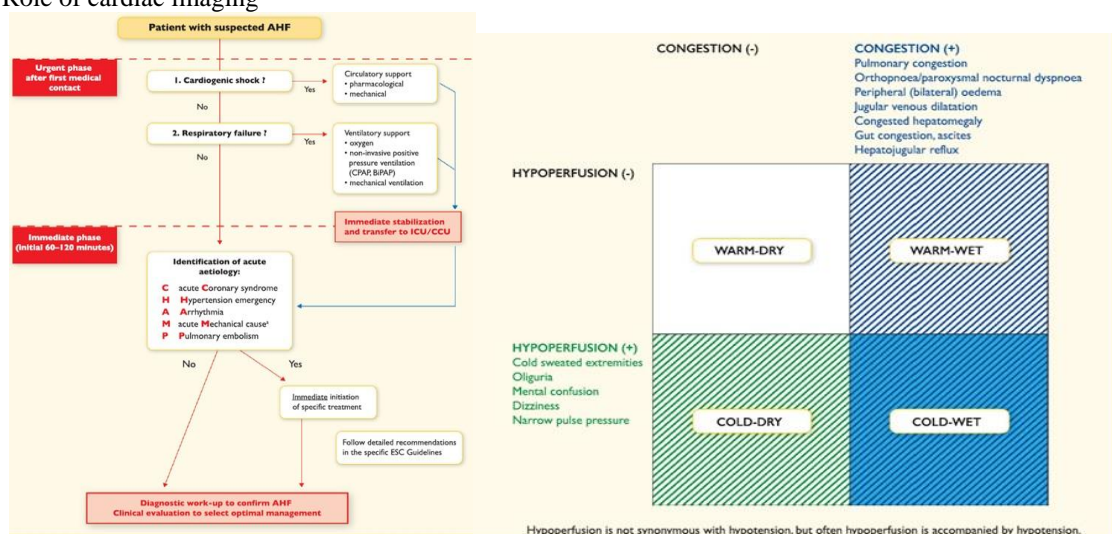 Role of cardiac imaging
Patient with suspected AHF
Urgent phase
after first medical
contact
1. Cardiogenic shock ?
Yes
Circulatory support
• pharmacological
• mechanical
No
2. Respiratory failure ?
Yes
Ventilatory support
• oxygen
• non-invasive positive
pressure ventilation
(CPAP, BiPAP)
• mechanical ventilation
No
Immediate phase
(initial 60–120 minutes)
Immediate stabilization
and transfer to ICU/CCU
Identification of acute
aetiology:
C acute Coronary syndrome
H Hypertension emergency
A Arrhythmia
M acute Mechanical causeª
P Pulmonary embolism
No
Yes
Immediate initiation
of specific treatment
Follow detailed recommendations
in the specific ESC Guidelines
Diagnostic work-up to confirm AHF
Clinical evaluation to select optimal management
CONGESTION (-)
CONGESTION (+)
Pulmonary congestion
Orthopnoea/paroxysmal nocturnal dyspnoea
Peripheral (bilateral) oedema
Jugular venous dilatation
Congested hepatomegaly
Gut congestion, ascites
Hepatojugular reflux
HYPOPERFUSION (-)
WARM-DRY
WARM-WET
HYPOPERFUSION (+)
Cold sweated extremities
Oliguria
Mental confusion
Dizziness
Narrow pulse pressure
COLD-DRY
COLD-WET
Hypoperfusion is not synonymous with hypotension, but often hypoperfusion is accompanied by hypotension.